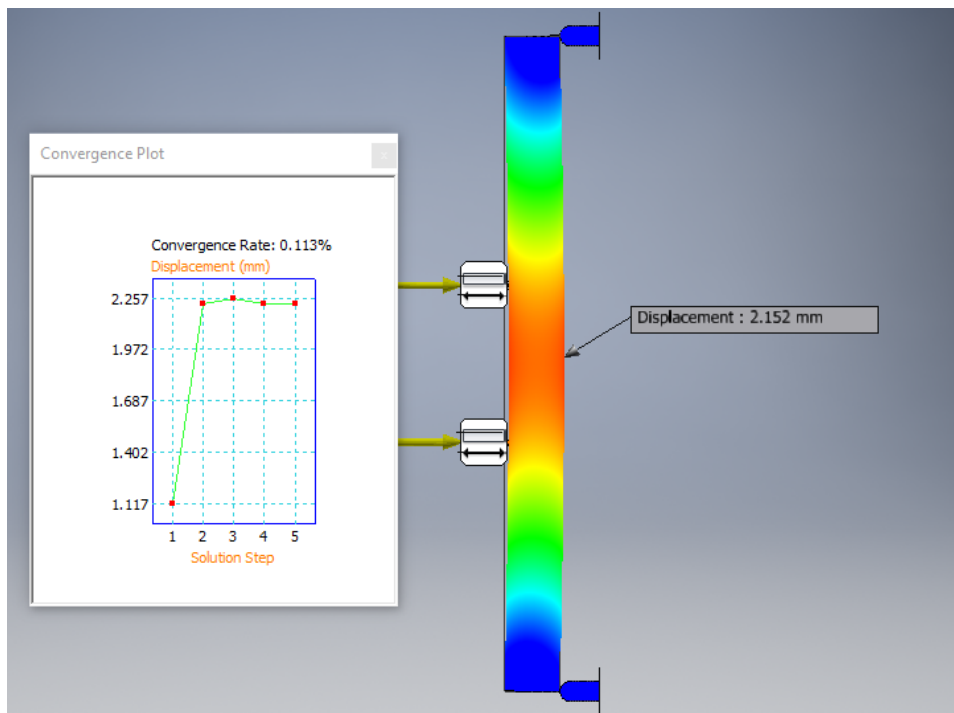 Convergence Plot
x
Convergence Rate: 0.113%
Displacement (mm)
2.257
1.972
1.687
1.402
1.117
1 2 3 4 5
Solution Step
Displacement : 2.152 mm